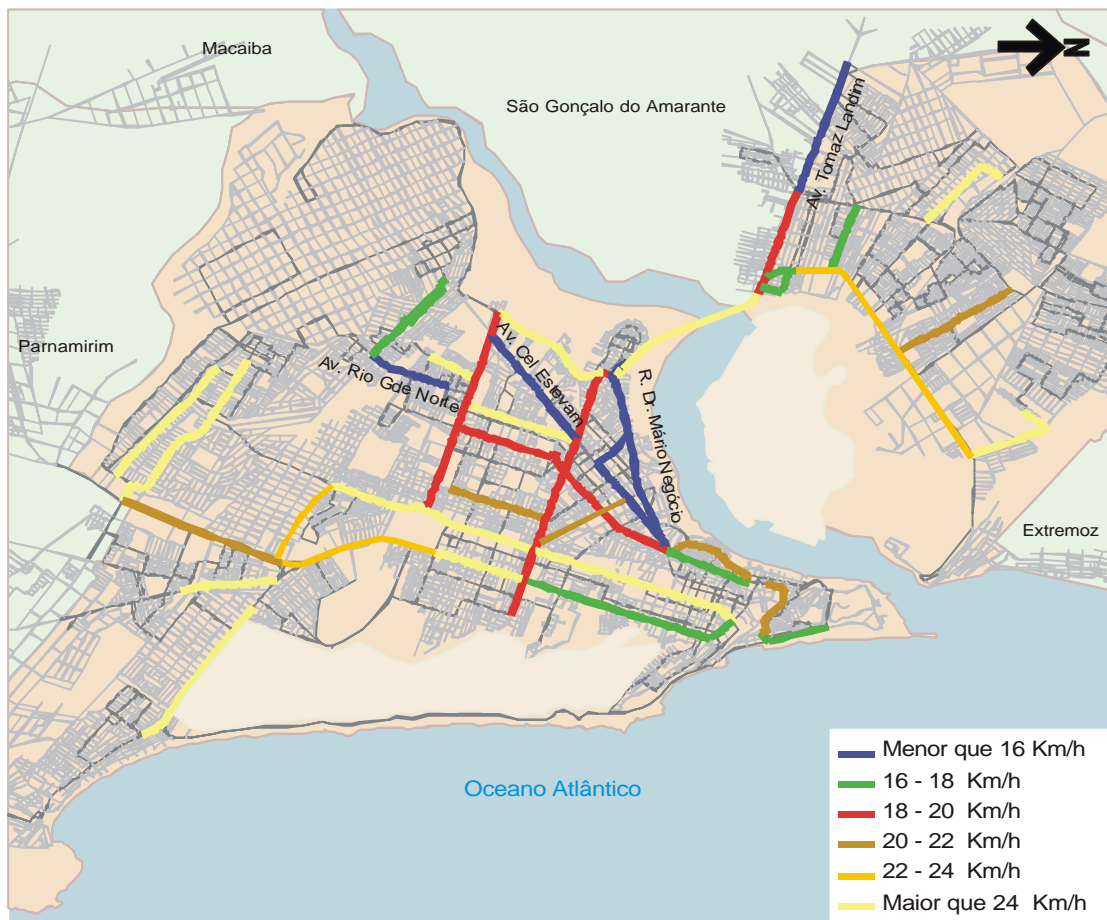 Macaiba
N
São Gonçalo do Amarante
Av. Tomaz Landim
Parnamirim
Av. Cel Estevam
Av. Rio Gde Norte
R. Dr. Mário Negócio
Extremoz
Oceano Atlântico
Menor que 16 Km/h
16 - 18 Km/h
18 - 20 Km/h
20 - 22 Km/h
22 - 24 Km/h
Maior que 24 Km/h